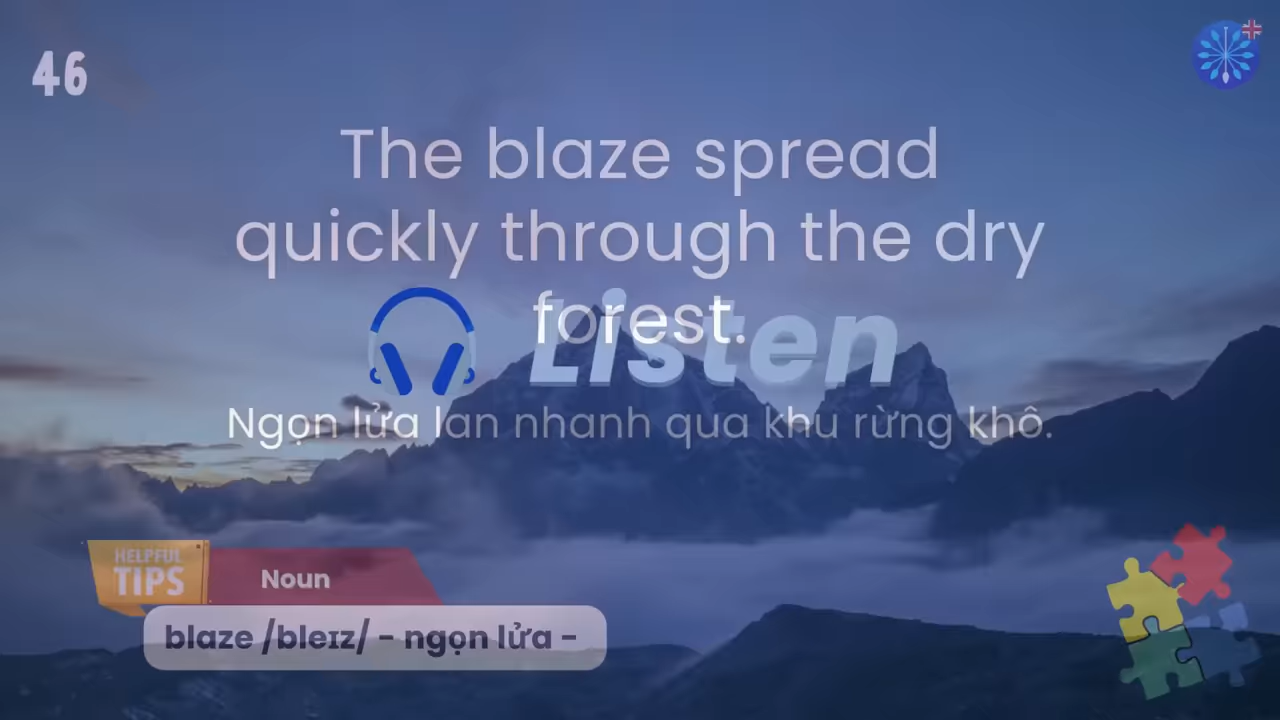 46
The blaze spread
quickly through the dry
forest.
Listen
Ngọn lửa lan nhanh qua khu rừng khô.
HELPFUL
TIPS
Noun
blaze /bleɪz/ - ngọn lửa -